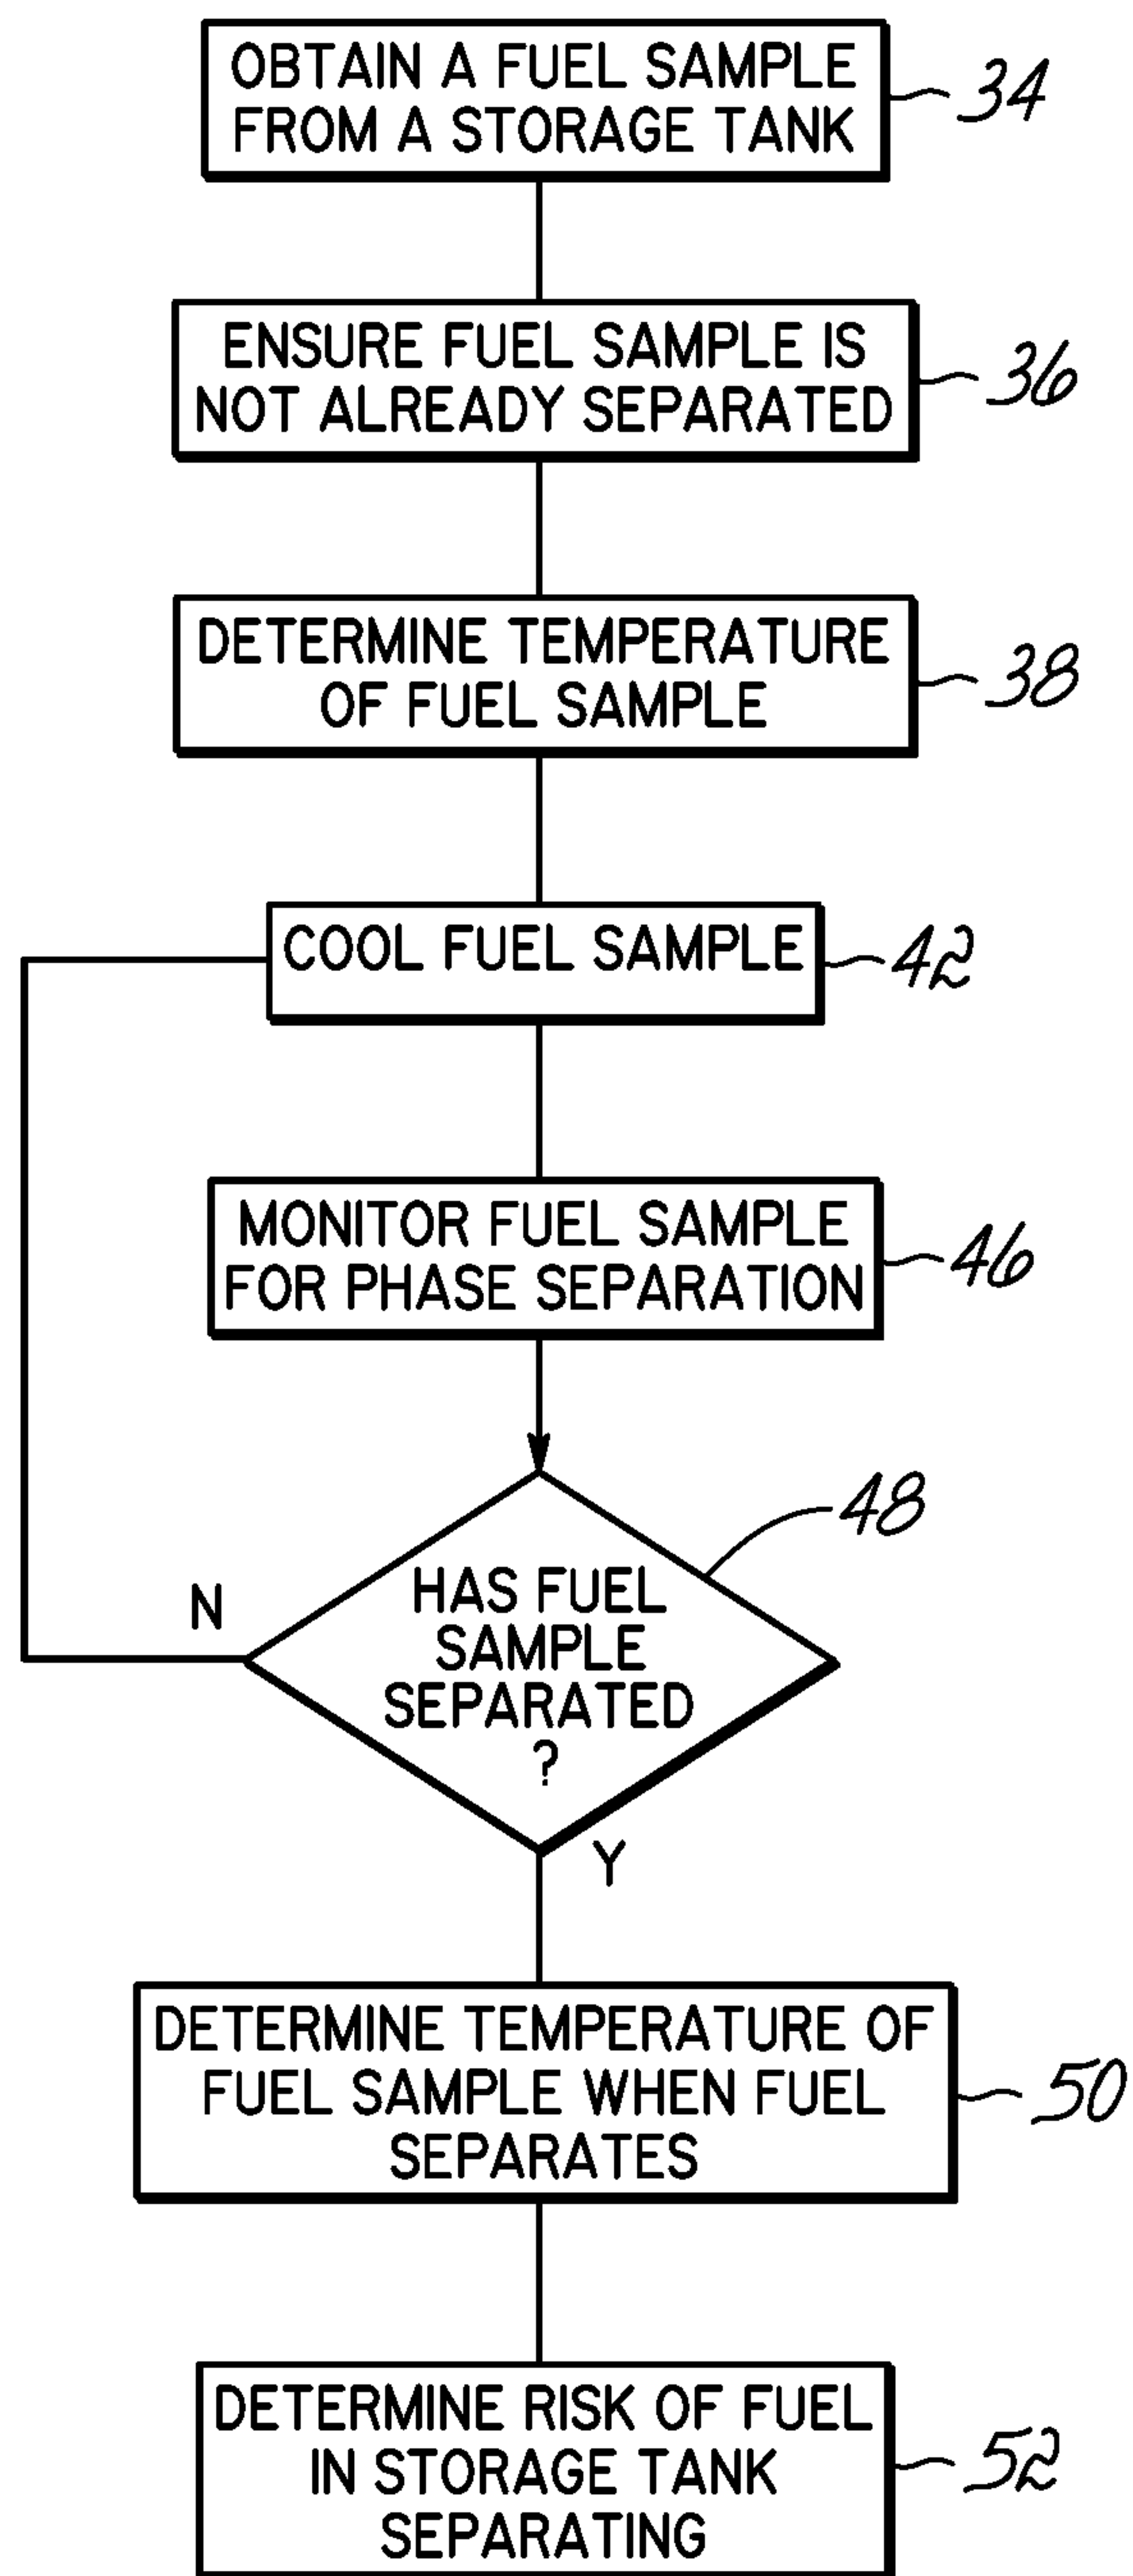 OBTAIN A FUEL SAMPLE
FROM A STORAGE TANK
34
ENSURE FUEL SAMPLE IS
NOT ALREADY SEPARATED
36
DETERMINE TEMPERATURE
OF FUEL SAMPLE
38
COOL FUEL SAMPLE
42
MONITOR FUEL SAMPLE
FOR PHASE SEPARATION
46
48
HAS FUEL
SAMPLE
SEPARATED
?
N
Y
DETERMINE TEMPERATURE OF
FUEL SAMPLE WHEN FUEL
SEPARATES
50
DETERMINE RISK OF FUEL
IN STORAGE TANK
SEPARATING
52